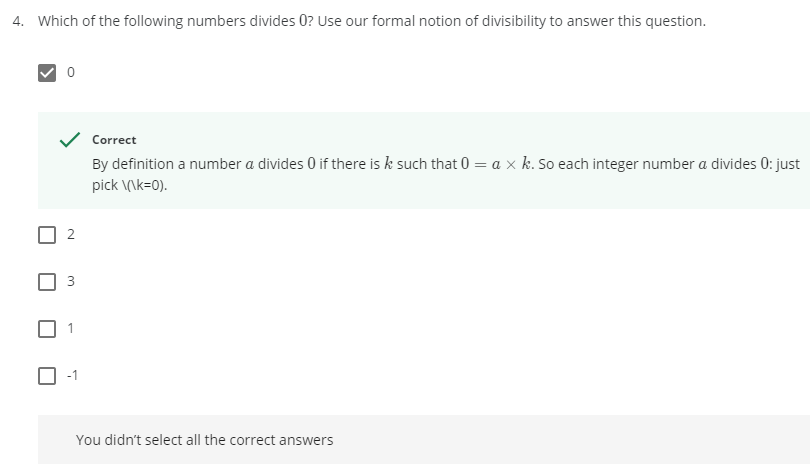 4. Which of the following numbers divides 0? Use our formal notion of divisibility to answer this question.
0
Correct
By definition a number a divides 0 if there is k such that 0 = a × k. So each integer number a divides 0: just
pick \(\k=0).
2
3
1
-1
You didn't select all the correct answers